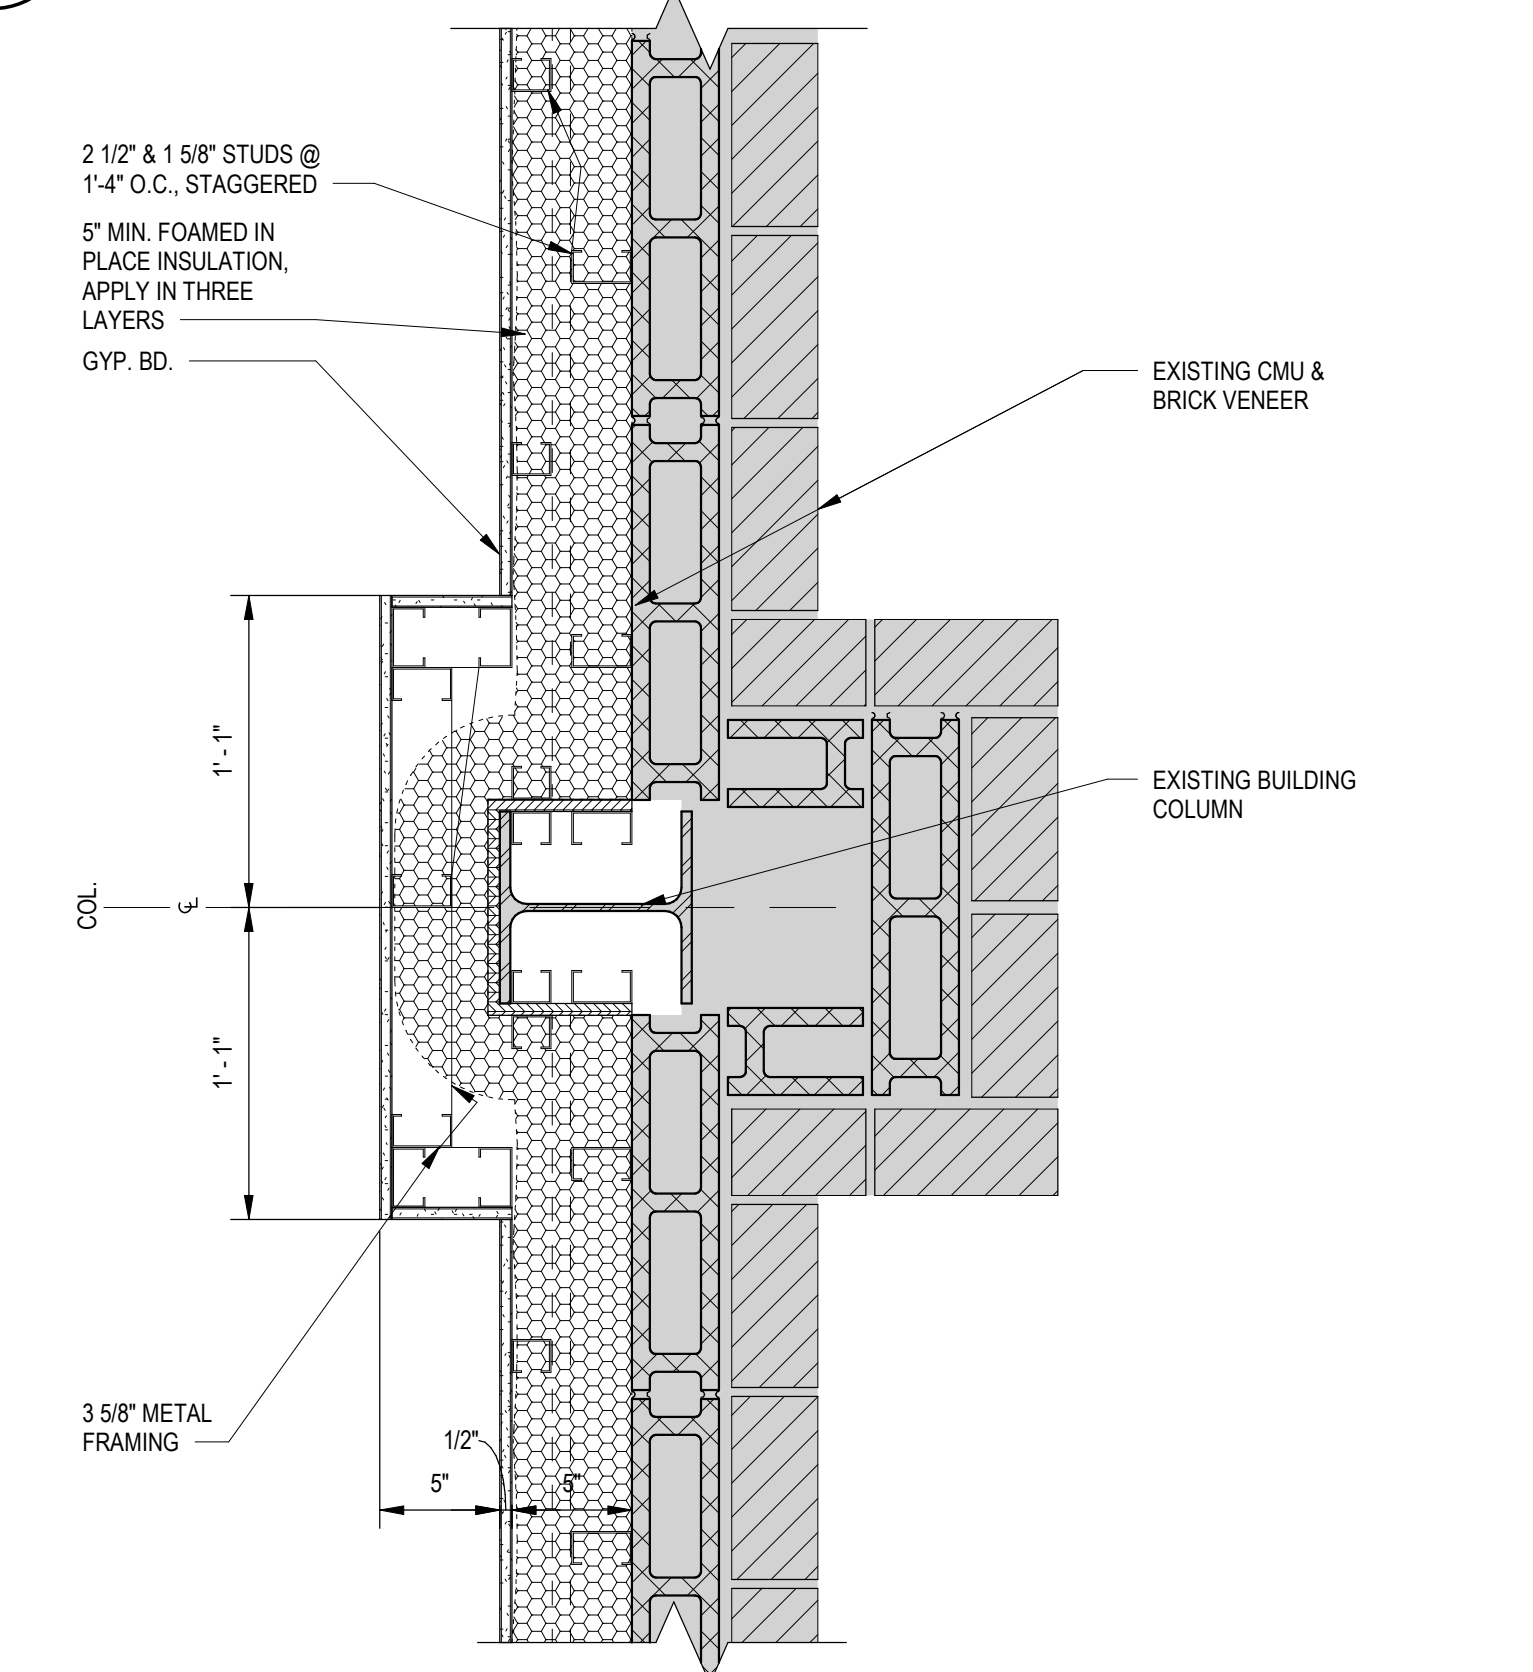 2 1/2" & 1 5/8" STUDS @
1'-4" O.C., STAGGERED
5" MIN. FOAMED IN
PLACE INSULATION,
APPLY IN THREE
LAYERS
GYP. BD.
EXISTING CMU &
BRICK VENEER
1' - 1"
EXISTING BUILDING
COLUMN
COL.
℄
1' - 1"
3 5/8" METAL
FRAMING
1/2"
5"
5"